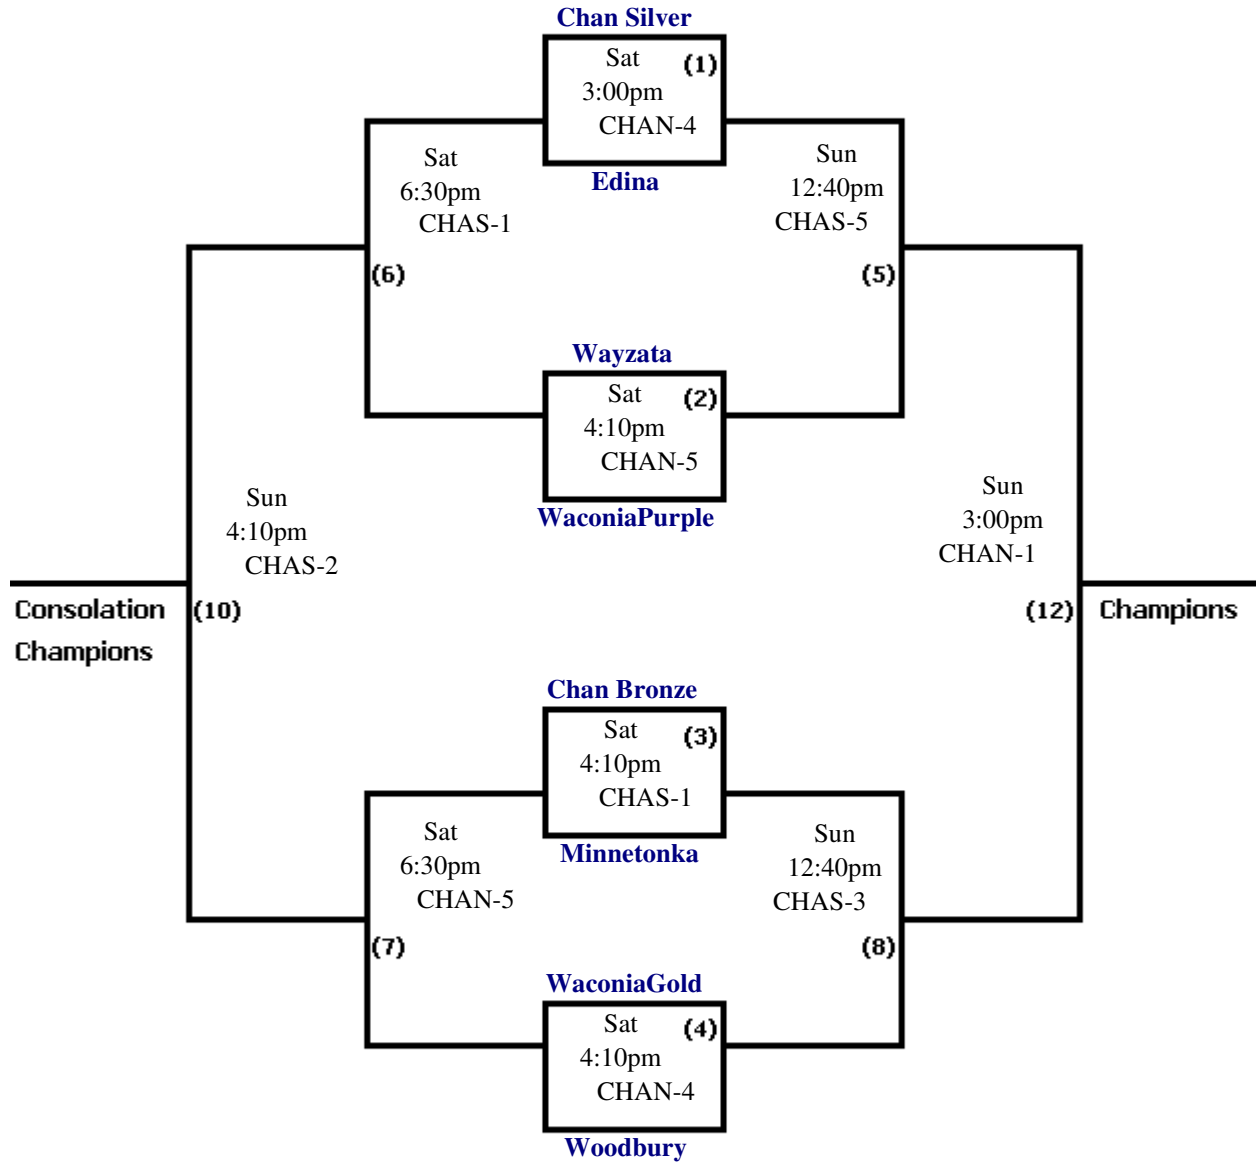 Chan Silver
Sat (1)
3:00pm
CHAN-4
Edina
Sat
6:30pm
CHAS-1
(6)
Sun
12:40pm
CHAS-5
(5)
Wayzata
Sat (2)
4:10pm
CHAN-5
WaconiaPurple
Sun
4:10pm
CHAS-2
Consolation
Champions
(10)
Sun
3:00pm
CHAN-1
(12)
Champions
Chan Bronze
Sat (3)
4:10pm
CHAS-1
Minnetonka
Sat
6:30pm
CHAN-5
(7)
Sun
12:40pm
CHAS-3
(8)
WaconiaGold
Sat (4)
4:10pm
CHAN-4
Woodbury